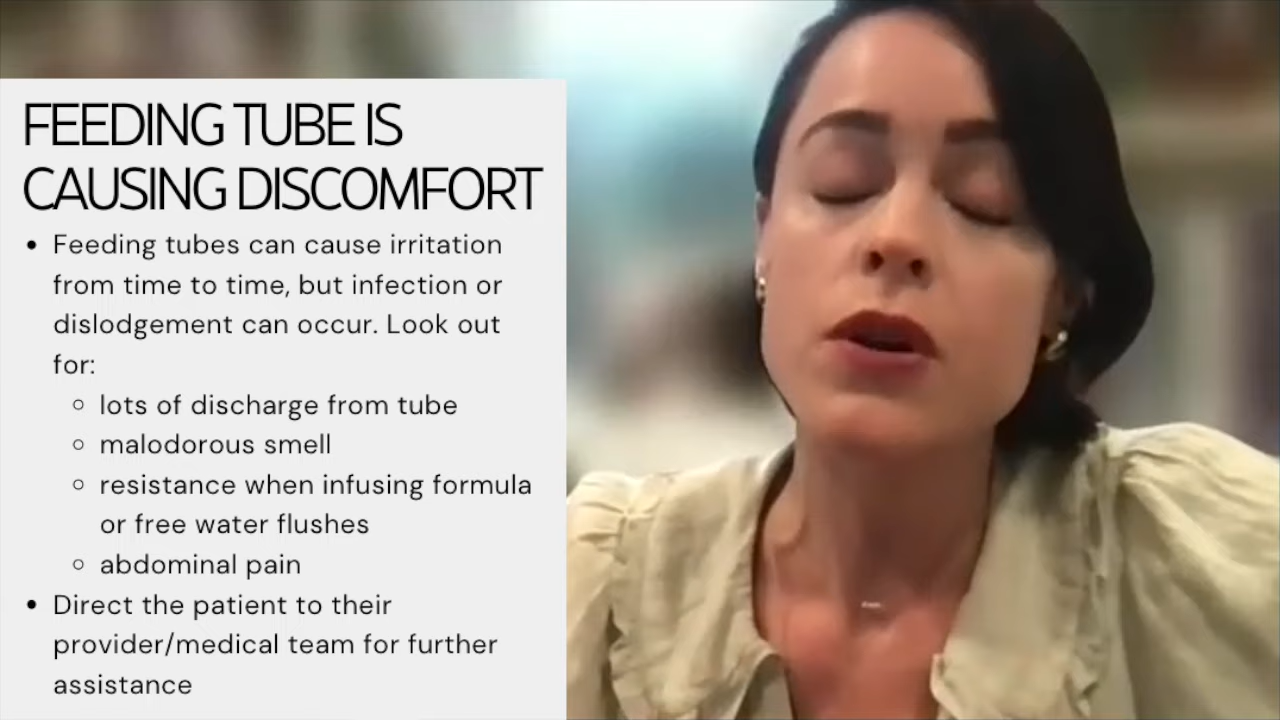 FEEDING TUBE IS
CAUSING DISCOMFORT
• Feeding tubes can cause irritation
from time to time, but infection or
dislodgement can occur. Look out
for:
◦ lots of discharge from tube
◦ malodorous smell
◦ resistance when infusing formula
or free water flushes
◦ abdominal pain
• Direct the patient to their
provider/medical team for further
assistance